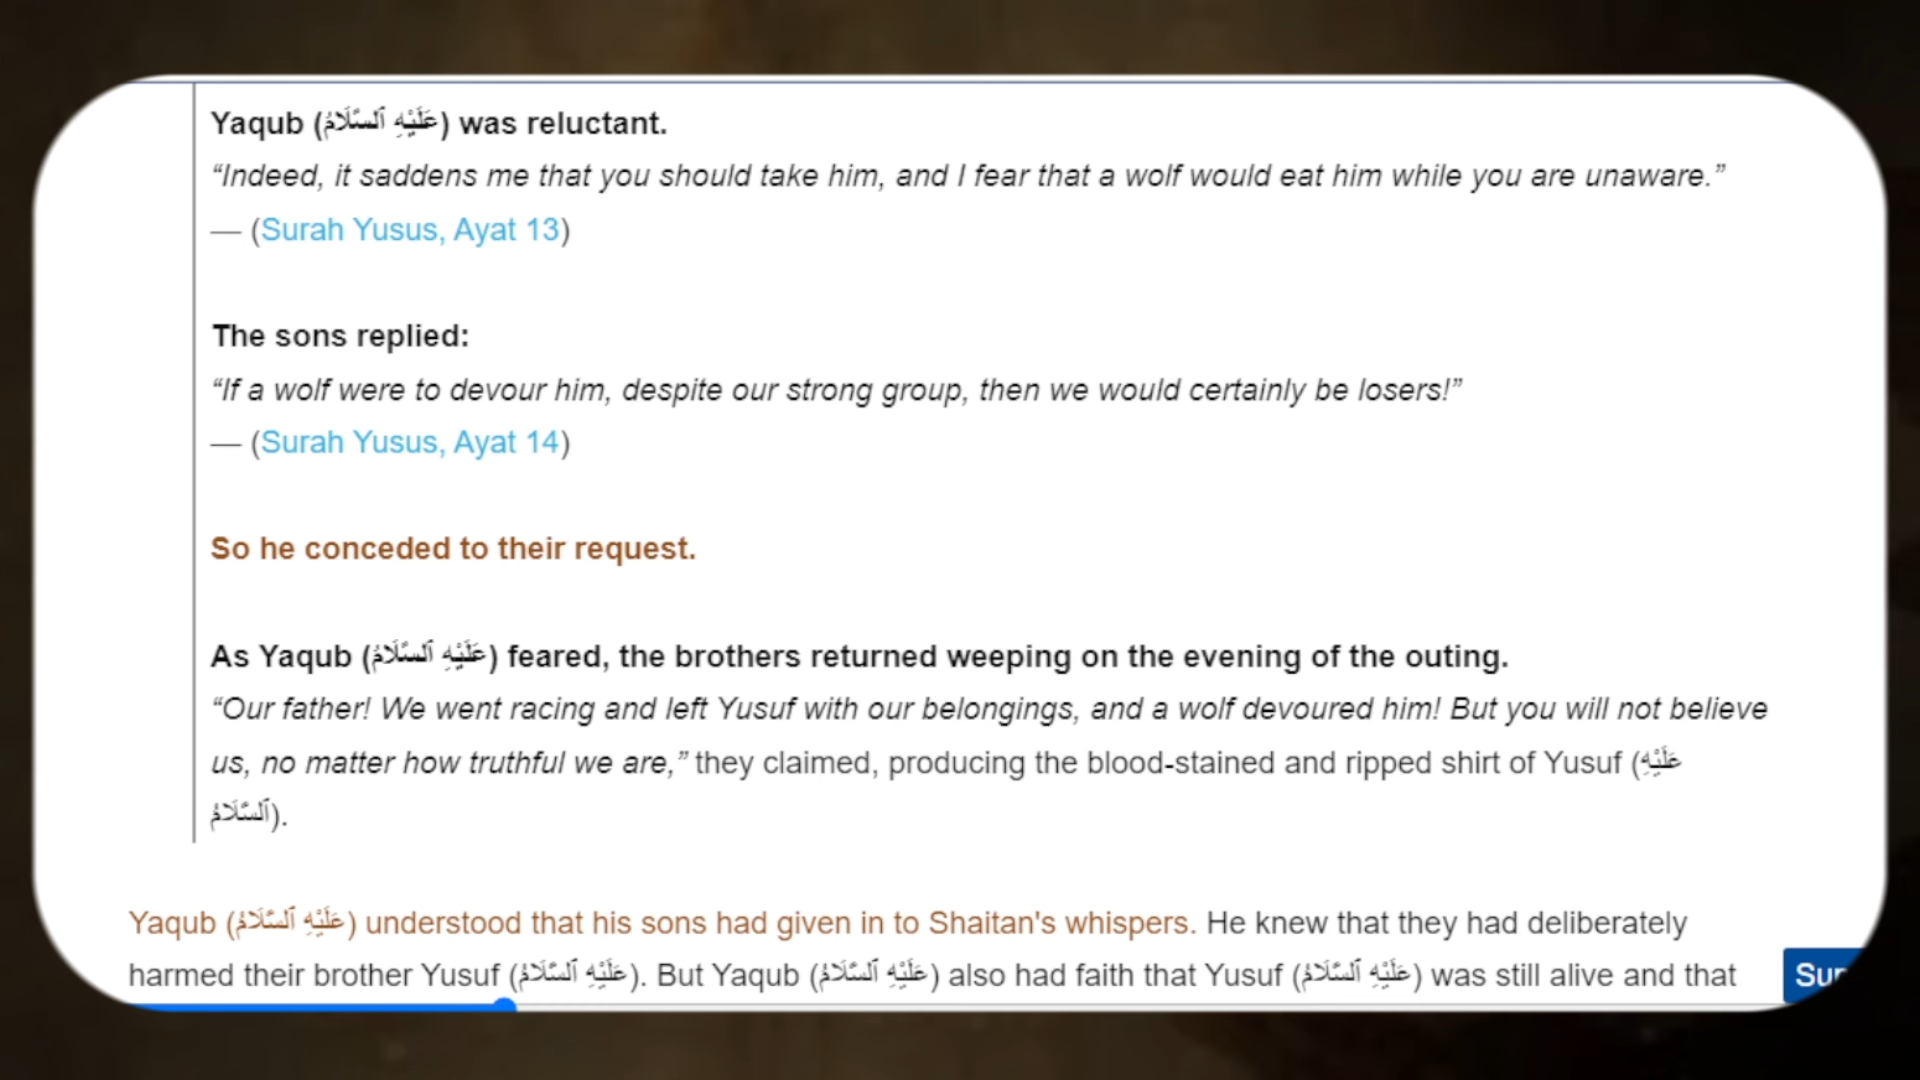 Yaqub (عَلَيْهِ ٱلسَّلَامُ) was reluctant.
“Indeed, it saddens me that you should take him, and I fear that a wolf would eat him while you are unaware.”
— (Surah Yusus, Ayat 13)
The sons replied:
“If a wolf were to devour him, despite our strong group, then we would certainly be losers!”
— (Surah Yusus, Ayat 14)
So he conceded to their request.
As Yaqub (عَلَيْهِ ٱلسَّلَامُ) feared, the brothers returned weeping on the evening of the outing.
“Our father! We went racing and left Yusuf with our belongings, and a wolf devoured him! But you will not believe
us, no matter how truthful we are,” they claimed, producing the blood-stained and ripped shirt of Yusuf (عَلَيْهِ
ٱلسَّلَامُ).
Yaqub (عَلَيْهِ ٱلسَّلَامُ) understood that his sons had given in to Shaitan's whispers. He knew that they had deliberately
harmed their brother Yusuf (عَلَيْهِ ٱلسَّلَامُ). But Yaqub (عَلَيْهِ ٱلسَّلَامُ) also had faith that Yusuf (عَلَيْهِ ٱلسَّلَامُ) was still alive and that